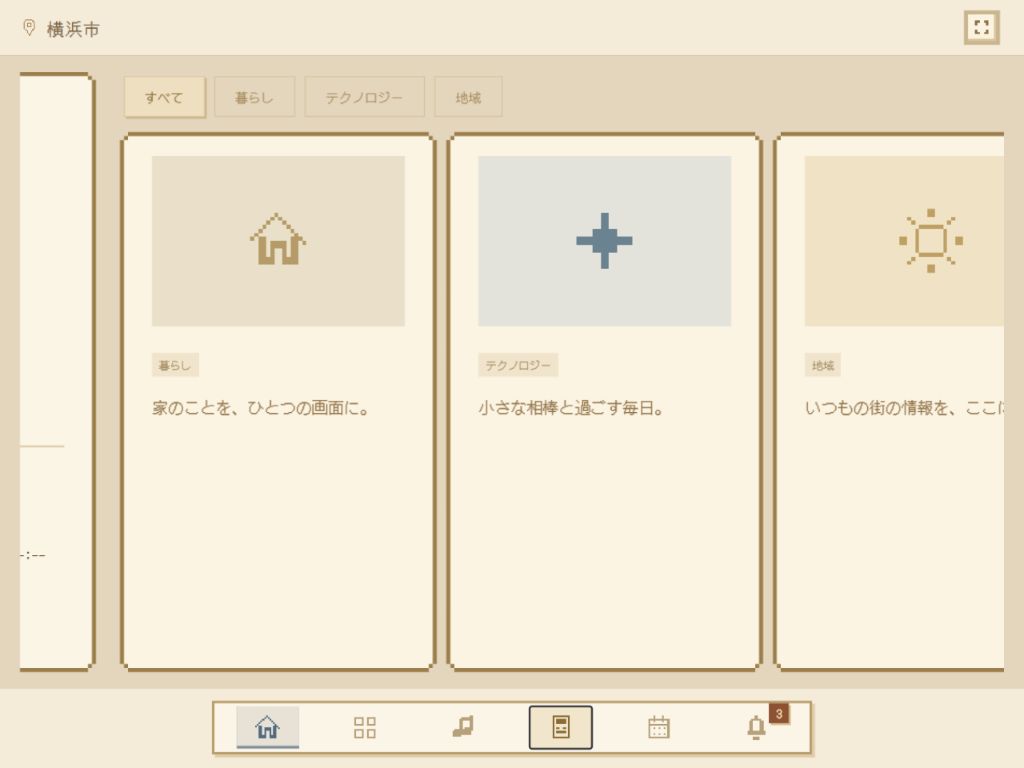 横浜市
すべて
暮らし
テクノロジー
地域
-:--
暮らし
家のことを、ひとつの画面に。
テクノロジー
小さな相棒と過ごす毎日。
地域
いつもの街の情報を、ここに
3